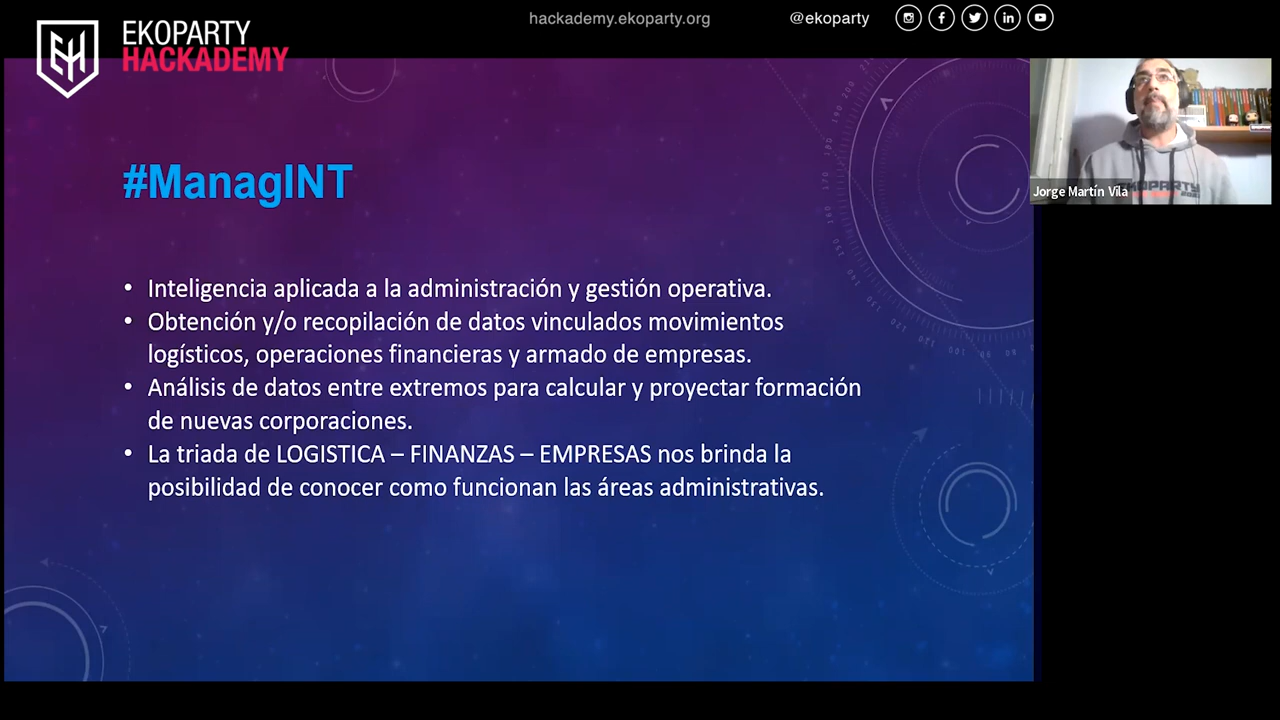 EKOPARTY
HACKADEMY
hackademy.ekoparty.org
@ekoparty
Jorge Martín Vila
#ManagINT
• Inteligencia aplicada a la administración y gestión operativa.
• Obtención y/o recopilación de datos vinculados movimientos
logísticos, operaciones financieras y armado de empresas.
• Análisis de datos entre extremos para calcular y proyectar formación
de nuevas corporaciones.
• La triada de LOGISTICA – FINANZAS – EMPRESAS nos brinda la
posibilidad de conocer como funcionan las áreas administrativas.